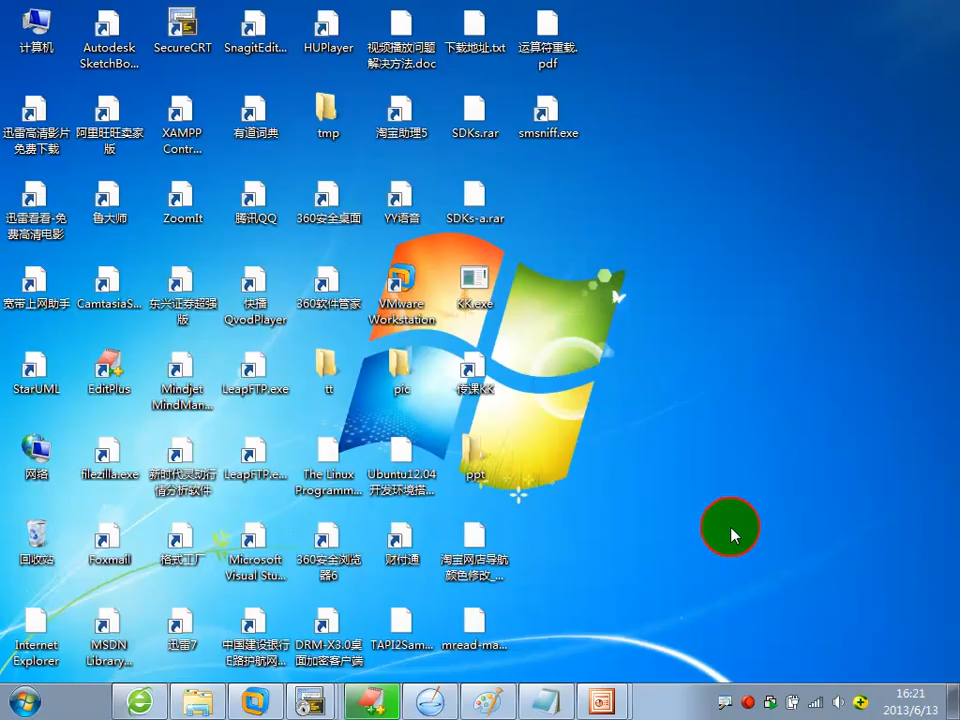 计算机
Autodesk
SketchBo...
SecureCRT
SnagitEdit...
HUPlayer
视频播放问题
解决方法.doc
下载地址.txt
运算符重载.
pdf
迅雷高清影片
免费下载
阿里旺旺卖家
版
XAMPP
Contr...
有道词典
tmp
淘宝助理5
SDKs.rar
smsniff.exe
迅雷看看-免
费高清电影
鲁大师
ZoomIt
腾讯QQ
360安全桌面
YY语音
SDKs-a.rar
宽带上网助手
CamtasiaS...
东兴证券超强
版
快播
QvodPlayer
360软件管家
VMware
Workstation
KK.exe
StarUML
EditPlus
Mindjet
MindMan...
LeapFTP.exe
tt
pic
传课KK
网络
filezilla.exe
新时代灵动行
情分析软件
LeapFTP.e...
The Linux
Programm...
Ubuntu12.04
开发环境搭...
ppt
回收站
Foxmail
格式工厂
Microsoft
Visual Stu...
360安全浏览
器6
财付通
淘宝网店导航
颜色修改_...
Internet
Explorer
MSDN
Library...
迅雷7
中国建设银行
E路护航网...
DRM-X3.0桌
面加密客户端
TAPI2Sam...
mread-ma...
16:21
2013/6/13